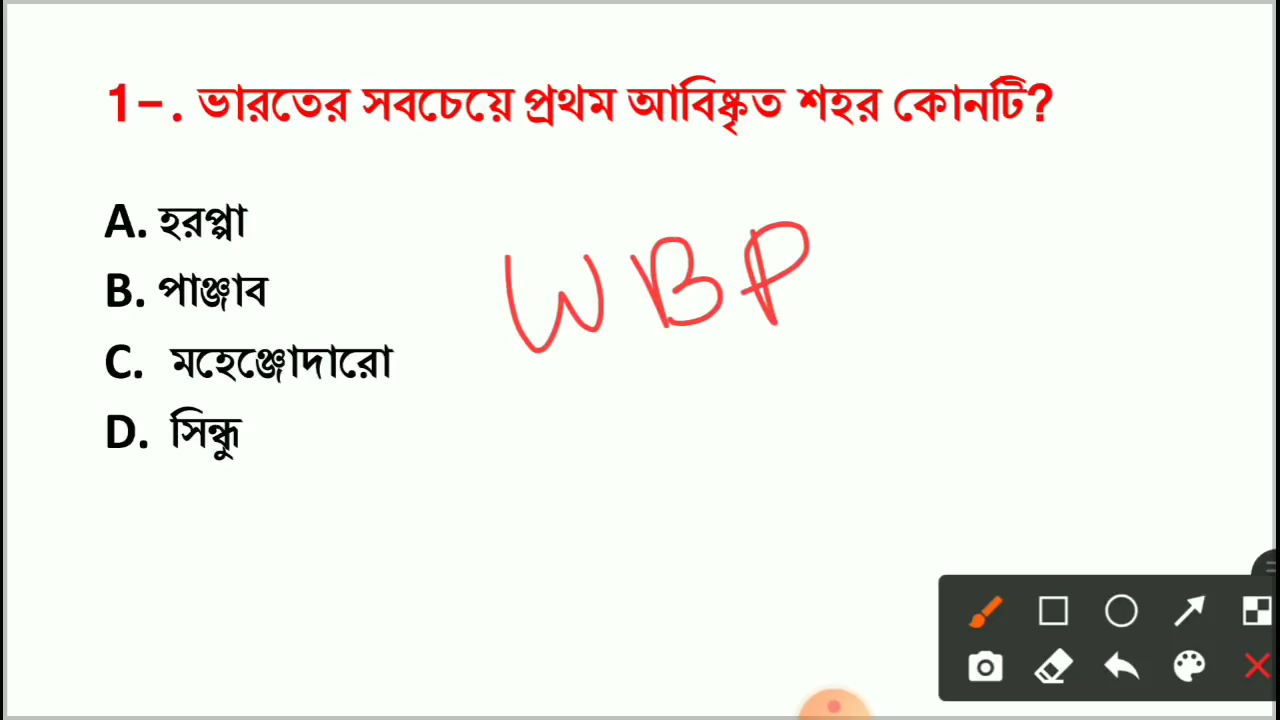 1-. ভারতের সবচেয়ে প্রথম আবিষ্কৃত শহর কোনটি?
A. হরপ্পা
B. পাঞ্জাব
C. মহেঞ্জোদারো
D. সিন্ধু
WBP